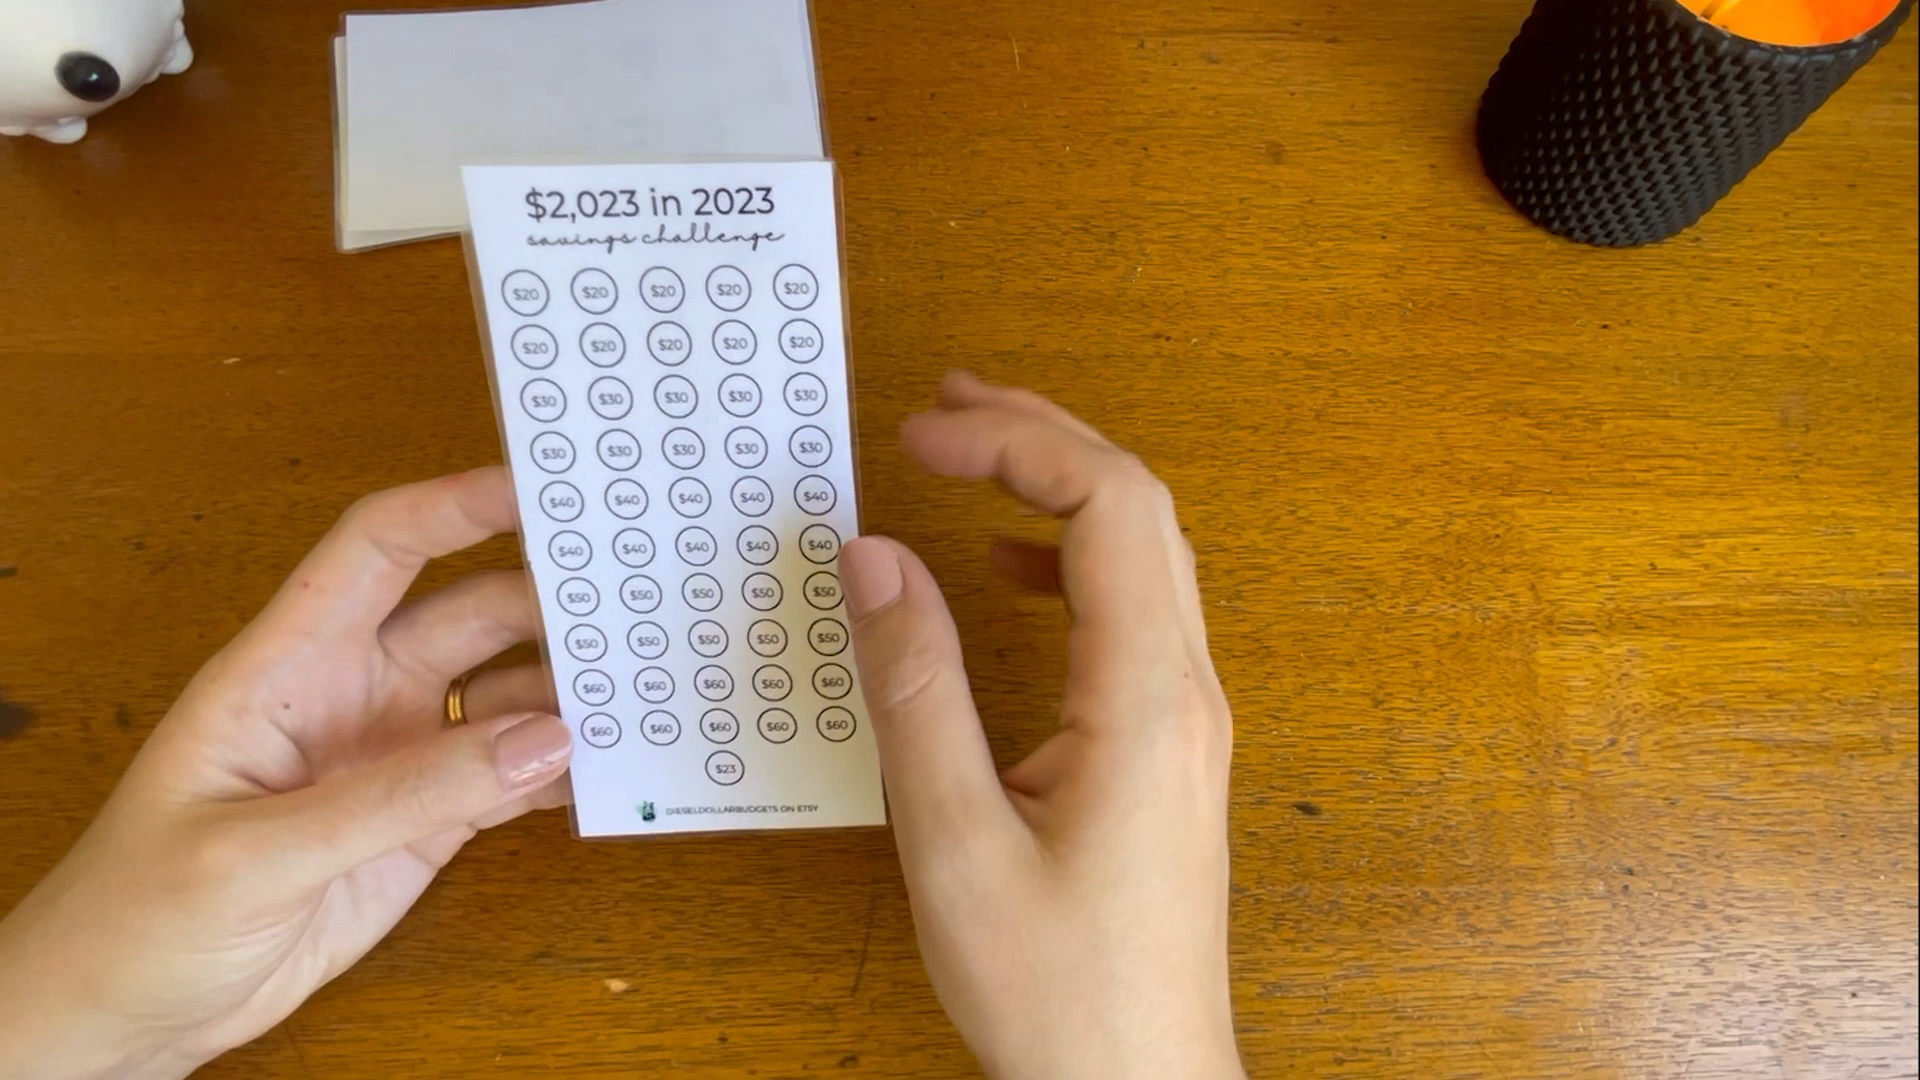 $2,023 in 2023
savings challenge
$20 $20 $20 $20 $20
$20 $20 $20 $20 $20
$30 $30 $30 $30 $30
$30 $30 $30 $30 $30
$40 $40 $40 $40 $40
$40 $40 $40 $40 $40
$50 $50 $50 $50 $50
$50 $50 $50 $50 $50
$60 $60 $60 $60 $60
$60 $60 $60 $60 $60
$23
DIESELDOLLARBUDGETS ON ETSY